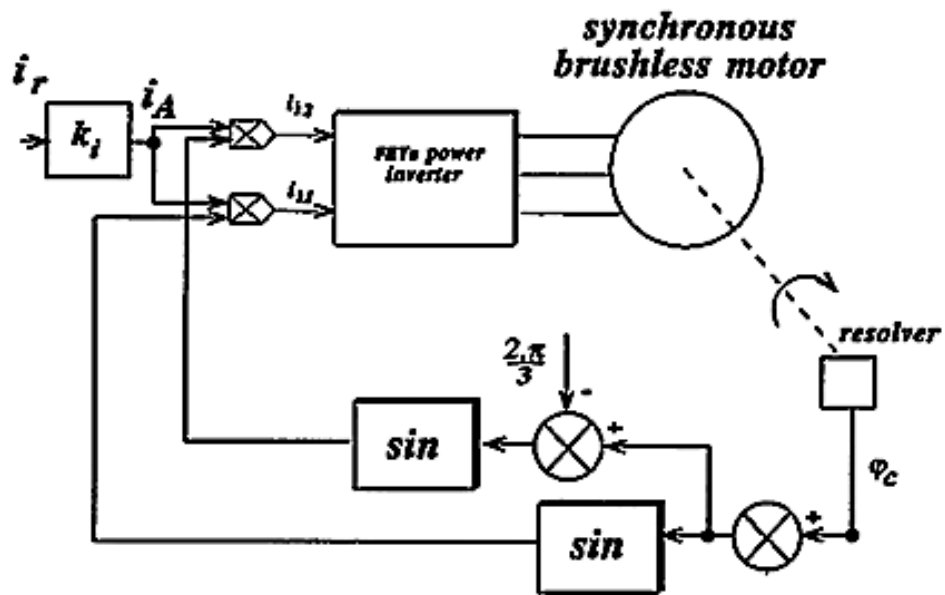 synchronous
brushless motor
i_r
k_i
i_A
i_12
i_11
FETs power
inverter
resolver
2.π
3
-
sin
+
φ_c
sin
+